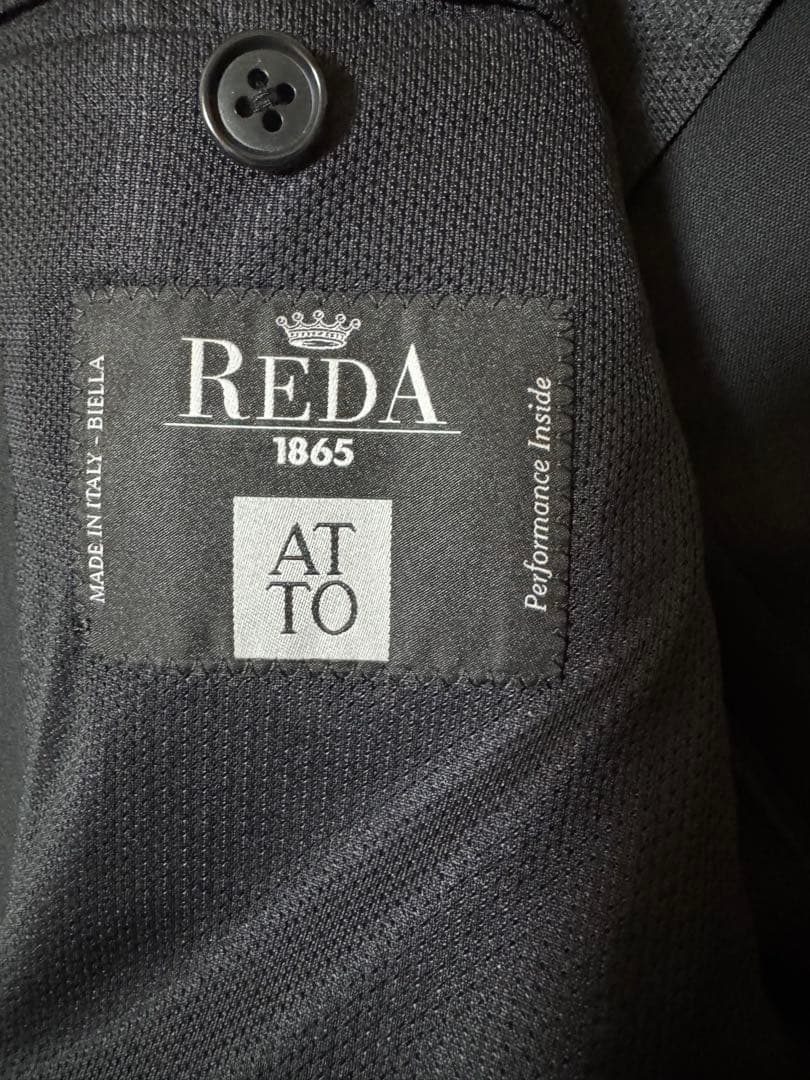 REDA
1865
AT
TO
MADE IN ITALY - BIELLA
Performance Inside